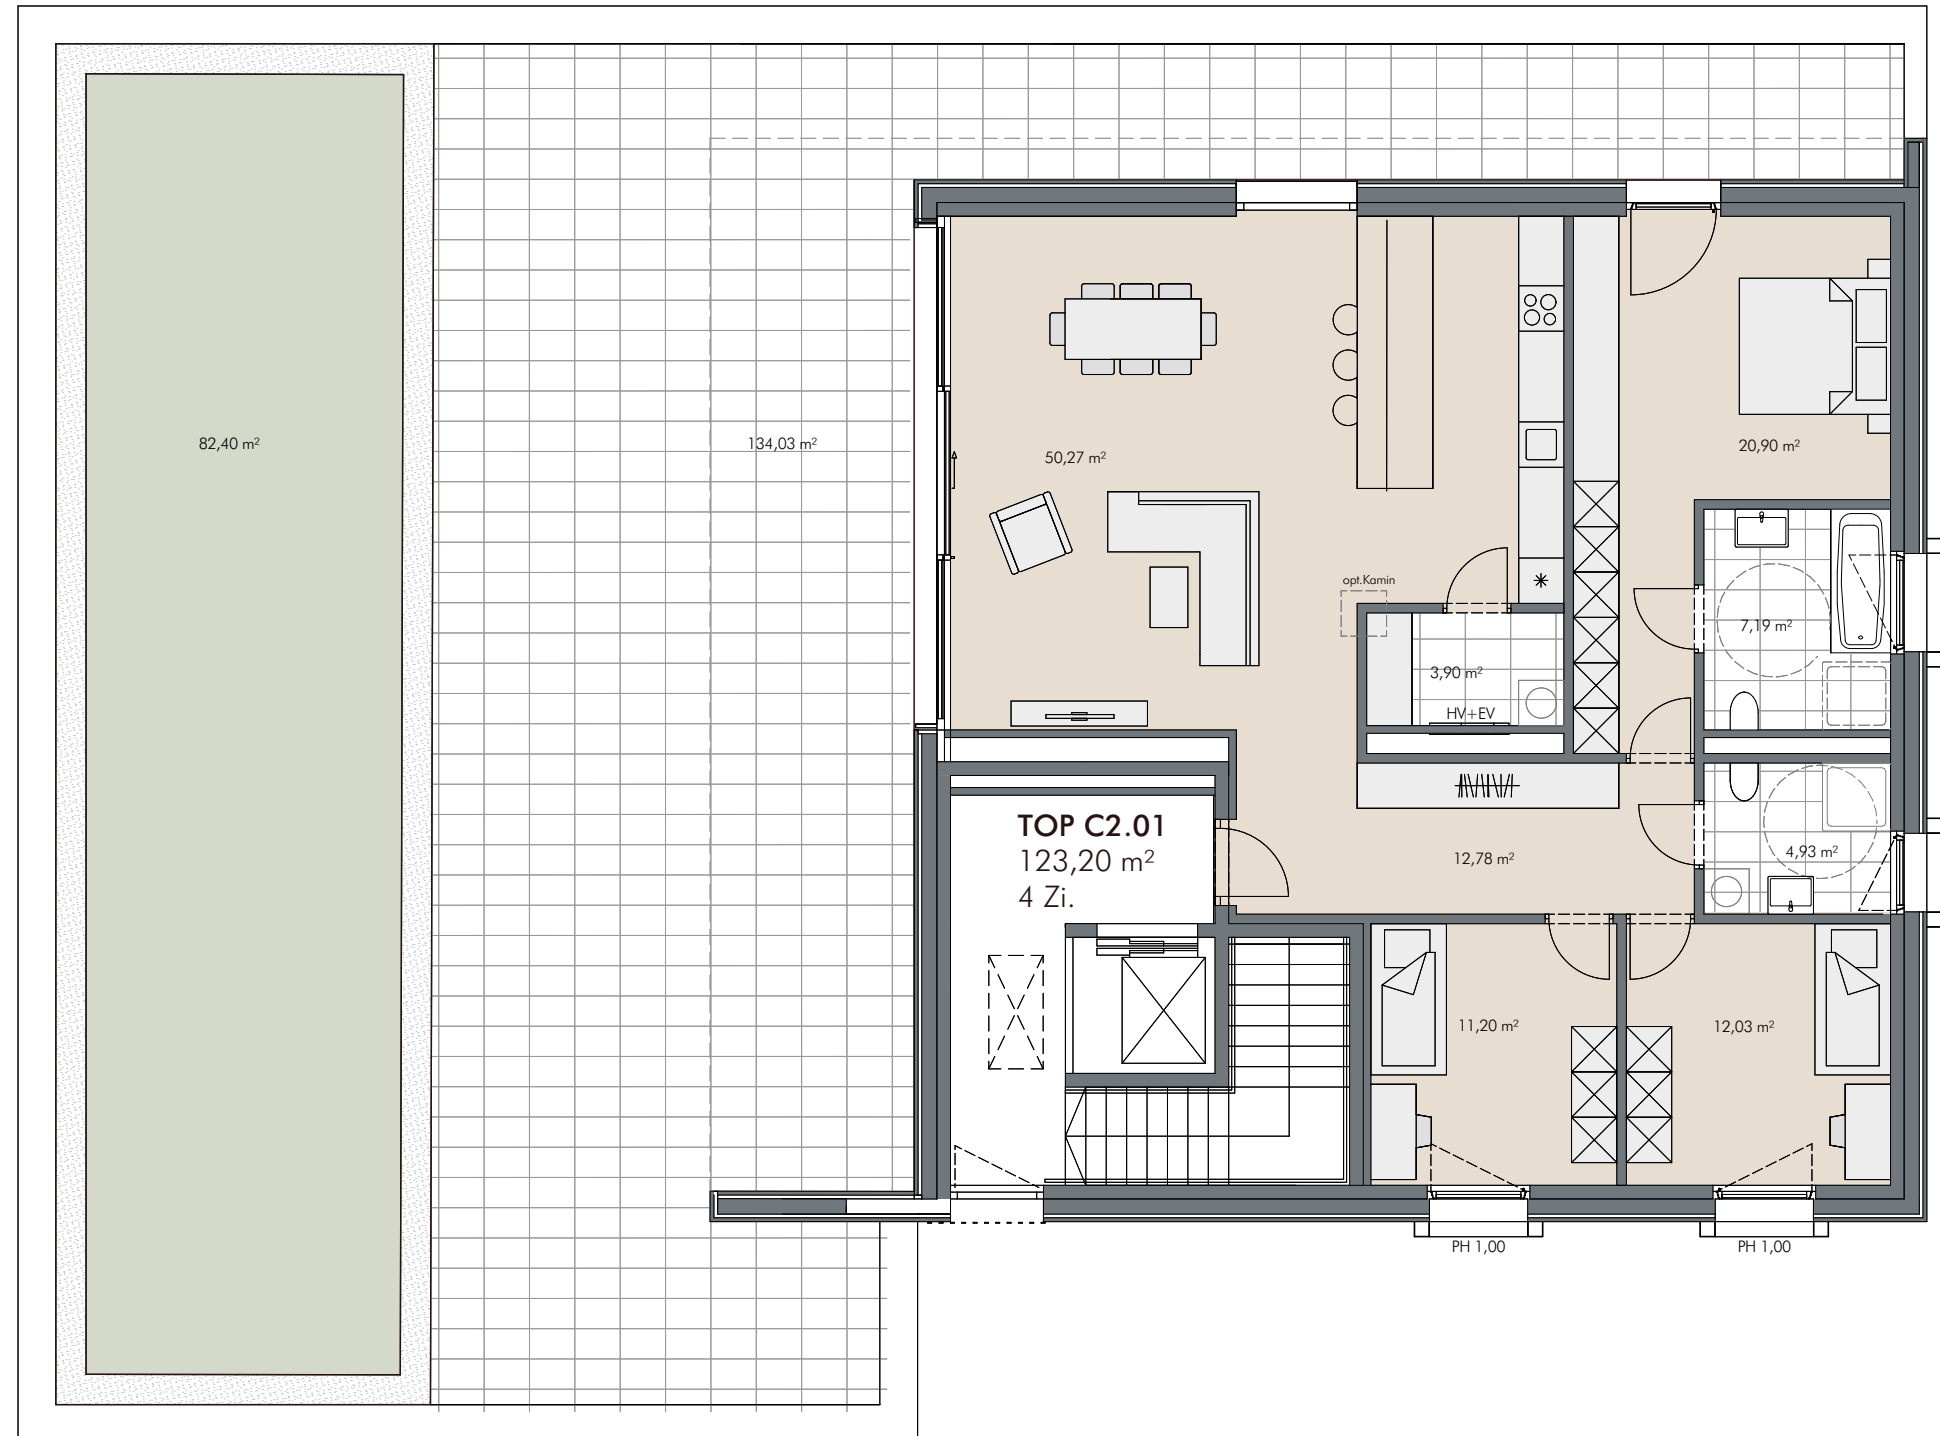 82,40 m²
134,03 m²
50,27 m²
20,90 m²
opt.Kamin
7,19 m²
3,90 m²
HV+EV
TOP C2.01
123,20 m²
4 Zi.
12,78 m²
4,93 m²
11,20 m²
12,03 m²
PH 1,00
PH 1,00